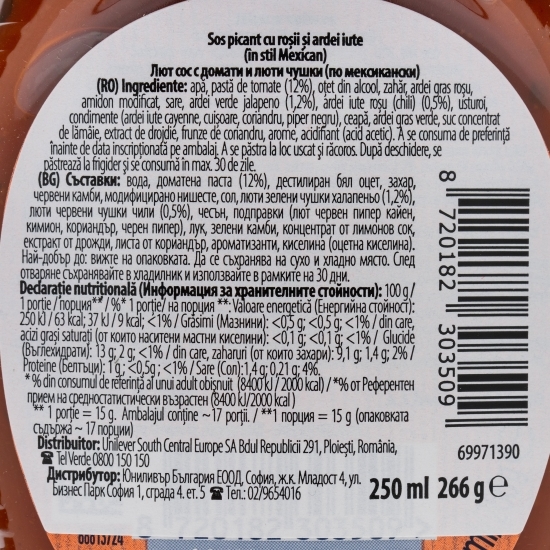 Sos picant cu roșii și ardei iute
(în stil Mexican)
Лют сос с домати и люти чушки (по мексикански)
(RO) Ingrediente: apă, pastă de tomate (12%), oțet din alcool, zahăr, ardei gras roșu,
amidon modificat, sare, ardei verde jalapeno (1,2%), ardei iute roșu (chili) (0,5%), usturoi,
condimente (ardei iute cayenne, cuișoare, coriandru, piper negru), ceapă, ardei gras verde, suc concentrat
de lămâie, extract de drojdie, frunze de coriandru, arome, acidifiant (acid acetic). A se consuma de preferință
înainte de data inscripționată pe ambalaj. A se păstra la loc uscat și răcoros. După deschidere, se
păstrează la frigider și se consumă în max. 30 de zile.
(BG) Съставки: вода, доматена паста (12%), дестилиран бял оцет, захар,
червени камби, модифицирано нишесте, сол, люти зелени чушки халапеньо (1,2%),
люти червени чушки чили (0,5%), чесън, подправки (лют червен пипер кайен,
кимион, кориандър, черен пипер), лук, зелени камби, концентрат от лимонов сок,
екстракт от дрожди, листа от кориандър, ароматизанти, киселина (оцетна киселина).
Най-добър до: вижте на опаковката. Да се съхранява на сухо и хладно място. След
отваряне съхранявайте в хладилник и използвайте в рамките на 30 дни.
Declarație nutritională (Информация за хранителните стойности): 100 g /
1 porție / порция** / %* 1 porție/ на порция **: Valoare energetică (Енергийна стойност):
250 kJ / 63 kcal; 37 kJ / 9 kcal; <1% / Grăsimi (Мазнини): <0,5 g; <0,5 g; <1% / din care,
acizi grași saturați (от които наситени мастни киселини): <0,1 g; <0,1 g; <1% / Glucide
(Въглехидрати): 13 g; 2 g; <1% / din care, zaharuri (от които захари): 9,1 g; 1,4 g; 2% /
Proteine (Белтъци): 1 g; <0,5g; <1% / Sare (Сол):1,4 g; 0,21 g; 4%.
* % din consumul de referință al unui adult obișnuit (8400 kJ / 2000 kcal) / *% от Референтен
прием на средностатистически възрастен (8400 kJ/2000 kcal )
** 1 porție = 15 g. Ambalajul conține ~17 porții. / **1 порция = 15 g (опаковката
съдържа ~ 17 порции)
Distribuitor: Unilever South Central Europe SA Bdul Republicii 291, Ploiești, România,
☎ Tel Verde 0800 150 150
Дистрибутор: Юниливър България ЕООД, София, ж.к. Младост 4, ул.
Бизнес Парк София 1, сграда 4. ет. 5 ☎ Тел.: 02/9654016
250 ml 266 g ℮
8 720182 303509
69971390
66613724
8 720182 303509